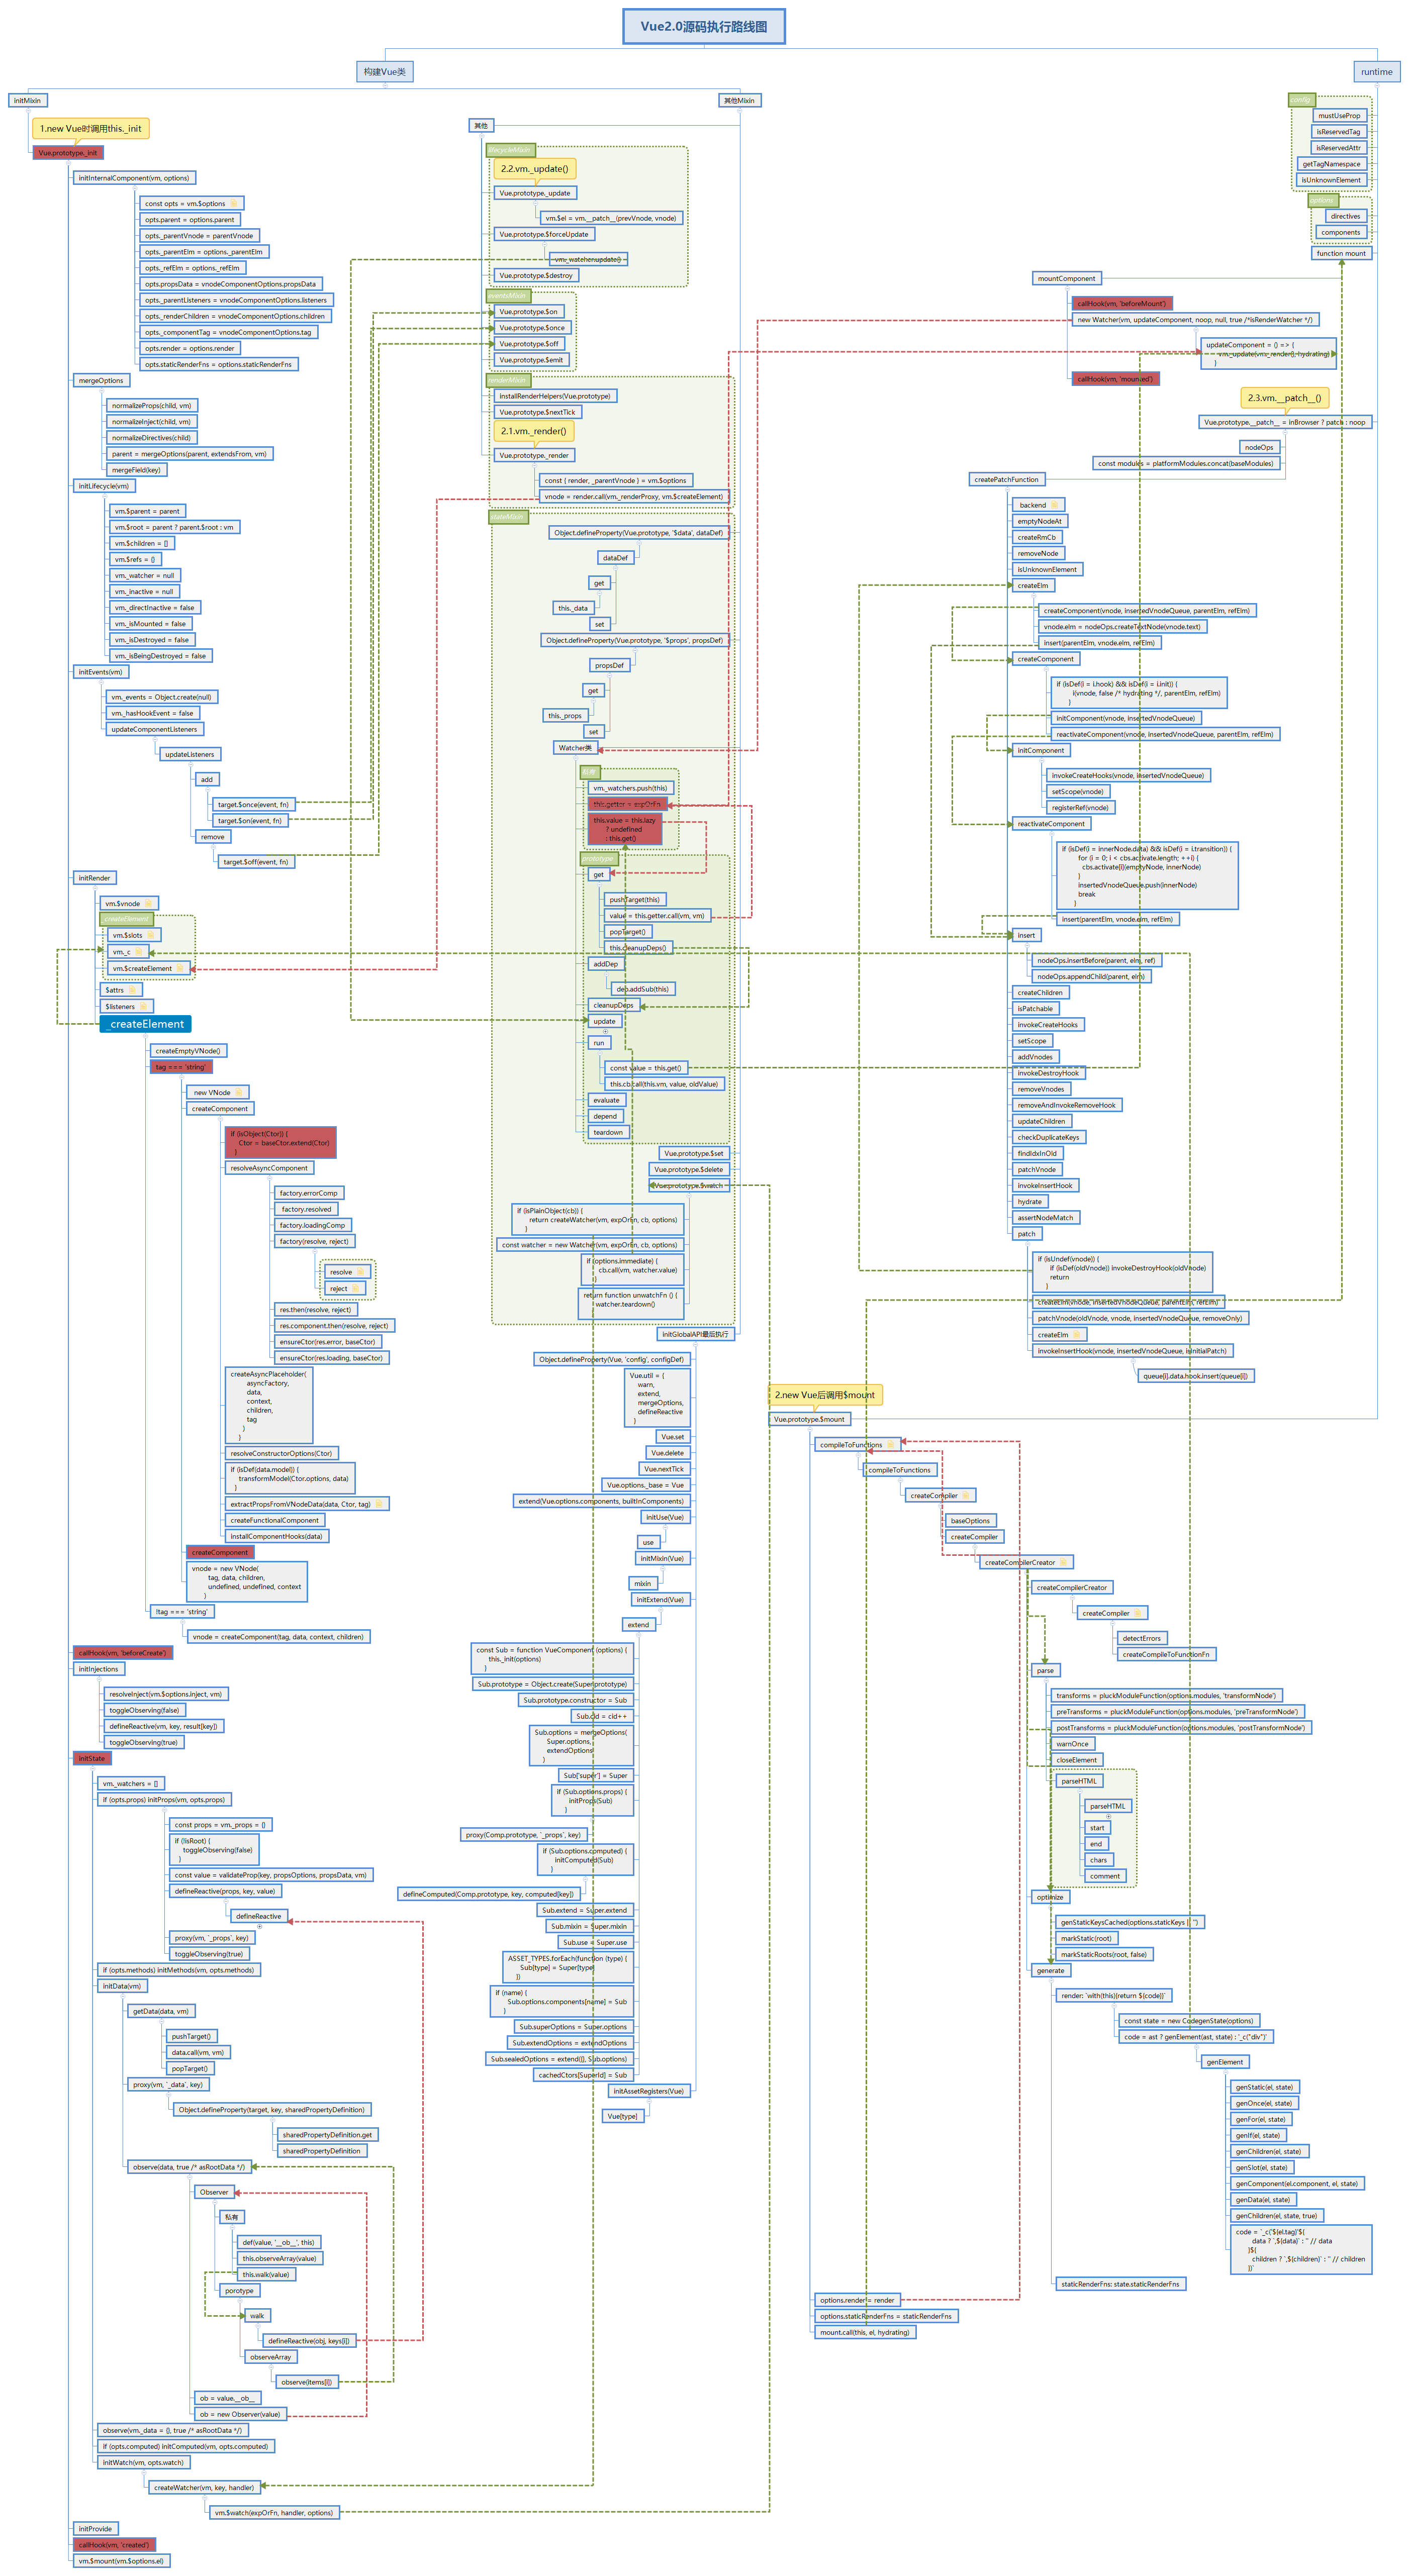 Vue2.0源码执行路线图
构建Vue类
initMixin
1.new Vue时调用this._init
Vue.prototype._init
initInternalComponent(vm, options)
const opts = vm.$options
opts.parent = options.parent
opts._parentVnode = parentVnode
opts._parentElm = options._parentElm
opts._refElm = options._refElm
opts.propsData = vnodeComponentOptions.propsData
opts._parentListeners = vnodeComponentOptions.listeners
opts._renderChildren = vnodeComponentOptions.children
opts._componentTag = vnodeComponentOptions.tag
opts.render = options.render
opts.staticRenderFns = options.staticRenderFns
mergeOptions
normalizeProps(child, vm)
normalizeInject(child, vm)
normalizeDirectives(child)
parent = mergeOptions(parent, extendsFrom, vm)
mergeField(key)
initLifecycle(vm)
vm.$parent = parent
vm.$root = parent ? parent.$root : vm
vm.$children = []
vm.$refs = {}
vm._watcher = null
vm._inactive = null
vm._directInactive = false
vm._isMounted = false
vm._isDestroyed = false
vm._isBeingDestroyed = false
initEvents(vm)
vm._events = Object.create(null)
vm._hasHookEvent = false
updateComponentListeners
updateListeners
add
target.$once(event, fn)
target.$on(event, fn)
remove
target.$off(event, fn)
initRender
vm.$vnode
_createElement
vm.$slots
vm._c
vm.$createElement
$attrs
$listeners
_createElement
createEmptyVNode()
tag === 'string'
new VNode
createComponent
if (isObject(Ctor)) {
Ctor = baseCtor.extend(Ctor)
}
resolveAsyncComponent
factory.errorComp
factory.resolved
factory.loadingComp
factory(resolve, reject)
resolve
reject
res.then(resolve, reject)
res.component.then(resolve, reject)
ensureCtor(res.error, baseCtor)
ensureCtor(res.loading, baseCtor)
createAsyncPlaceholder(
asyncFactory,
data,
context,
children,
tag
)
}
resolveConstructorOptions(Ctor)
if (isDef(data.model)) {
transformModel(Ctor.options, data)
}
extractPropsFromVNodeData(data, Ctor, tag)
createFunctionalComponent
installComponentHooks(data)
createComponent
vnode = new VNode(
tag, data, children,
undefined, undefined, context
)
!tag === 'string'
vnode = createComponent(tag, data, context, children)
callHook(vm, 'beforeCreate')
initInjections
resolveInject(vm.$options.inject, vm)
toggleObserving(false)
defineReactive(vm, key, result[key])
toggleObserving(true)
initState
vm._watchers = []
if (opts.props) initProps(vm, opts.props)
const props = vm._props = {}
if (!isRoot) {
toggleObserving(false)
}
const value = validateProp(key, propsOptions, propsData, vm)
defineReactive(props, key, value)
defineReactive
proxy(vm, `_props`, key)
toggleObserving(true)
if (opts.methods) initMethods(vm, opts.methods)
initData(vm)
getData(data, vm)
pushTarget()
data.call(vm, vm)
popTarget()
proxy(vm, `_data`, key)
Object.defineProperty(target, key, sharedPropertyDefinition)
sharedPropertyDefinition.get
sharedPropertyDefinition
observe(data, true /* asRootData */)
Observer
私有
def(value, '__ob__', this)
this.observeArray(value)
this.walk(value)
porotype
walk
defineReactive(obj, keys[i])
observeArray
observe(items[i])
ob = value.__ob__
ob = new Observer(value)
observe(vm._data = {}, true /* asRootData */)
if (opts.computed) initComputed(vm, opts.computed)
initWatch(vm, opts.watch)
createWatcher(vm, key, handler)
vm.$watch(expOrFn, handler, options)
initProvide
callHook(vm, 'created')
vm.$mount(vm.$options.el)
其他Mixin
其他
lifecycleMixin
2.2.vm._update()
Vue.prototype._update
vm.$el = vm.__patch__(prevVnode, vnode)
Vue.prototype.$forceUpdate
vm._watcher.update()
Vue.prototype.$destroy
eventsMixin
Vue.prototype.$on
Vue.prototype.$once
Vue.prototype.$off
Vue.prototype.$emit
renderMixin
installRenderHelpers(Vue.prototype)
Vue.prototype.$nextTick
2.1.vm._render()
Vue.prototype._render
const { render, _parentVnode } = vm.$options
vnode = render.call(vm._renderProxy, vm.$createElement)
stateMixin
Object.defineProperty(Vue.prototype, '$data', dataDef)
dataDef
get
this._data
set
Object.defineProperty(Vue.prototype, '$props', propsDef)
propsDef
get
this._props
set
Watcher类
私有
vm._watchers.push(this)
this.getter = expOrFn
this.value = this.lazy
? undefined
: this.get()
prototype
get
pushTarget(this)
value = this.getter.call(vm, vm)
popTarget()
this.cleanupDeps()
addDep
dep.addSub(this)
cleanupDeps
update
run
const value = this.get()
this.cb.call(this.vm, value, oldValue)
evaluate
depend
teardown
Vue.prototype.$set
Vue.prototype.$delete
Vue.prototype.$watch
if (isPlainObject(cb)) {
return createWatcher(vm, expOrFn, cb, options)
}
const watcher = new Watcher(vm, expOrFn, cb, options)
if (options.immediate) {
cb.call(vm, watcher.value)
}
return function unwatchFn () {
watcher.teardown()
}
initGlobalAPI最后执行
Object.defineProperty(Vue, 'config', configDef)
Vue.util = {
warn,
extend,
mergeOptions,
defineReactive
}
Vue.set
Vue.delete
Vue.nextTick
Vue.options._base = Vue
extend(Vue.options.components, builtInComponents)
initUse(Vue)
use
initMixin(Vue)
mixin
initExtend(Vue)
extend
const Sub = function VueComponent (options) {
this._init(options)
}
Sub.prototype = Object.create(Super.prototype)
Sub.prototype.constructor = Sub
Sub.cid = cid++
Sub.options = mergeOptions(
Super.options,
extendOptions
)
Sub['super'] = Super
if (Sub.options.props) {
initProps(Sub)
}
proxy(Comp.prototype, `_props`, key)
if (Sub.options.computed) {
initComputed(Sub)
}
defineComputed(Comp.prototype, key, computed[key])
Sub.extend = Super.extend
Sub.mixin = Super.mixin
Sub.use = Super.use
ASSET_TYPES.forEach(function (type) {
Sub[type] = Super[type]
})
if (name) {
Sub.options.components[name] = Sub
}
Sub.superOptions = Super.options
Sub.extendOptions = extendOptions
Sub.sealedOptions = extend({}, Sub.options)
cachedCtors[SuperId] = Sub
initAssetRegisters(Vue)
Vue[type]
runtime
config
mustUseProp
isReservedTag
isReservedAttr
getTagNamespace
isUnknownElement
options
directives
components
function mount
mountComponent
callHook(vm, 'beforeMount')
new Watcher(vm, updateComponent, noop, null, true /*isRenderWatcher */)
updateComponent = () => {
vm._update(vm._render(), hydrating)
}
callHook(vm, 'mounted')
2.3.vm.__patch__()
Vue.prototype.__patch__ = inBrowser ? patch : noop
nodeOps
const modules = platformModules.concat(baseModules)
createPatchFunction
backend
emptyNodeAt
createRmCb
removeNode
isUnknownElement
createElm
createComponent(vnode, insertedVnodeQueue, parentElm, refElm)
vnode.elm = nodeOps.createTextNode(vnode.text)
insert(parentElm, vnode.elm, refElm)
createComponent
if (isDef(i = i.hook) && isDef(i = i.init)) {
i(vnode, false /* hydrating */, parentElm, refElm)
}
initComponent(vnode, insertedVnodeQueue)
reactivateComponent(vnode, insertedVnodeQueue, parentElm, refElm)
initComponent
invokeCreateHooks(vnode, insertedVnodeQueue)
setScope(vnode)
registerRef(vnode)
reactivateComponent
if (isDef(i = innerNode.data) && isDef(i = i.transition)) {
for (i = 0; i < cbs.activate.length; ++i) {
cbs.activate[i](emptyNode, innerNode)
}
insertedVnodeQueue.push(innerNode)
break
}
insert(parentElm, vnode.elm, refElm)
insert
nodeOps.insertBefore(parent, elm, ref)
nodeOps.appendChild(parent, elm)
createChildren
isPatchable
invokeCreateHooks
setScope
addVnodes
invokeDestroyHook
removeVnodes
removeAndInvokeRemoveHook
updateChildren
checkDuplicateKeys
findIdxInOld
patchVnode
invokeInsertHook
hydrate
assertNodeMatch
patch
if (isUndef(vnode)) {
if (isDef(oldVnode)) invokeDestroyHook(oldVnode)
return
}
createElm(vnode, insertedVnodeQueue, parentElm, refElm)
patchVnode(oldVnode, vnode, insertedVnodeQueue, removeOnly)
createElm
invokeInsertHook(vnode, insertedVnodeQueue, isInitialPatch)
queue[i].data.hook.insert(queue[i])
2.new Vue后调用$mount
Vue.prototype.$mount
compileToFunctions
compileToFunctions
createCompiler
baseOptions
createCompiler
createCompilerCreator
createCompilerCreator
createCompiler
detectErrors
createCompileToFunctionFn
parse
transforms = pluckModuleFunction(options.modules, 'transformNode')
preTransforms = pluckModuleFunction(options.modules, 'preTransformNode')
postTransforms = pluckModuleFunction(options.modules, 'postTransformNode')
warnOnce
closeElement
parseHTML
parseHTML
start
end
chars
comment
optimize
genStaticKeysCached(options.staticKeys || '')
markStatic(root)
markStaticRoots(root, false)
generate
render: `with(this){return ${code}}`
const state = new CodegenState(options)
code = ast ? genElement(ast, state) : '_c("div")'
genElement
genStatic(el, state)
genOnce(el, state)
genFor(el, state)
genIf(el, state)
genChildren(el, state)
genSlot(el, state)
genComponent(el.component, el, state)
genData(el, state)
genChildren(el, state, true)
code = `_c('${el.tag}'${
data ? `,${data}` : '' // data
}${
children ? `,${children}` : '' // children
})`
staticRenderFns: state.staticRenderFns
options.render = render
options.staticRenderFns = staticRenderFns
mount.call(this, el, hydrating)